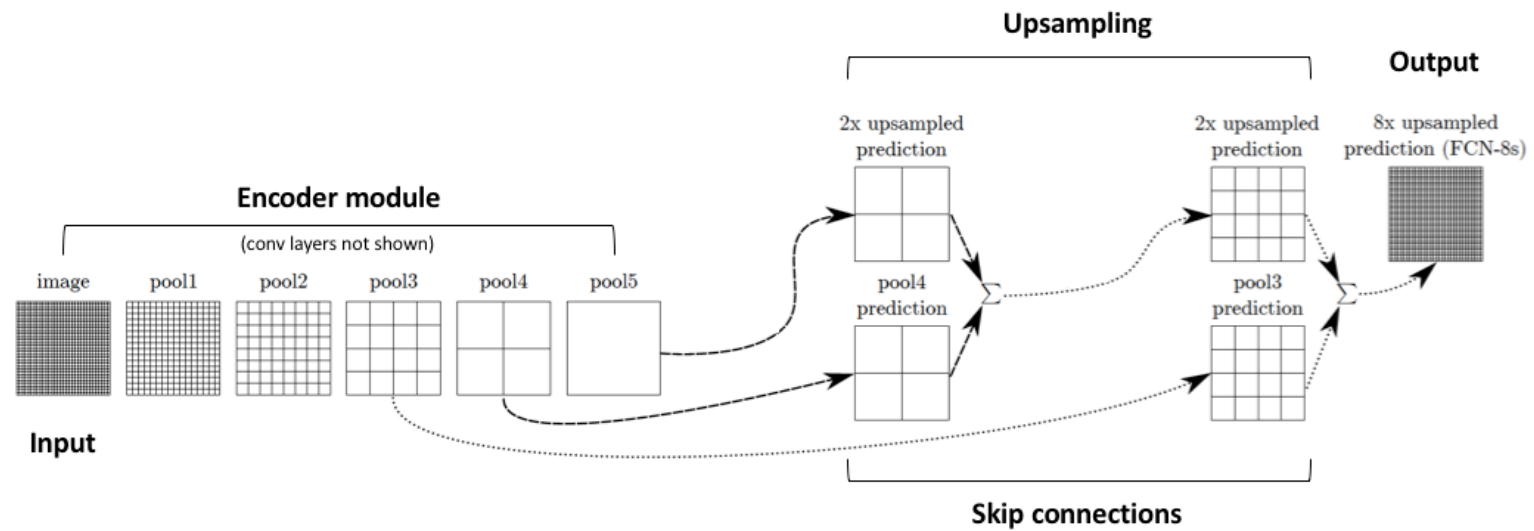 Upsampling
Output
2x upsampled
prediction
2x upsampled
prediction
8x upsampled
prediction (FCN-8s)
Encoder module
(conv layers not shown)
image
pool1
pool2
pool3
pool4
pool5
pool4
prediction
Σ
pool3
prediction
Σ
Input
Skip connections